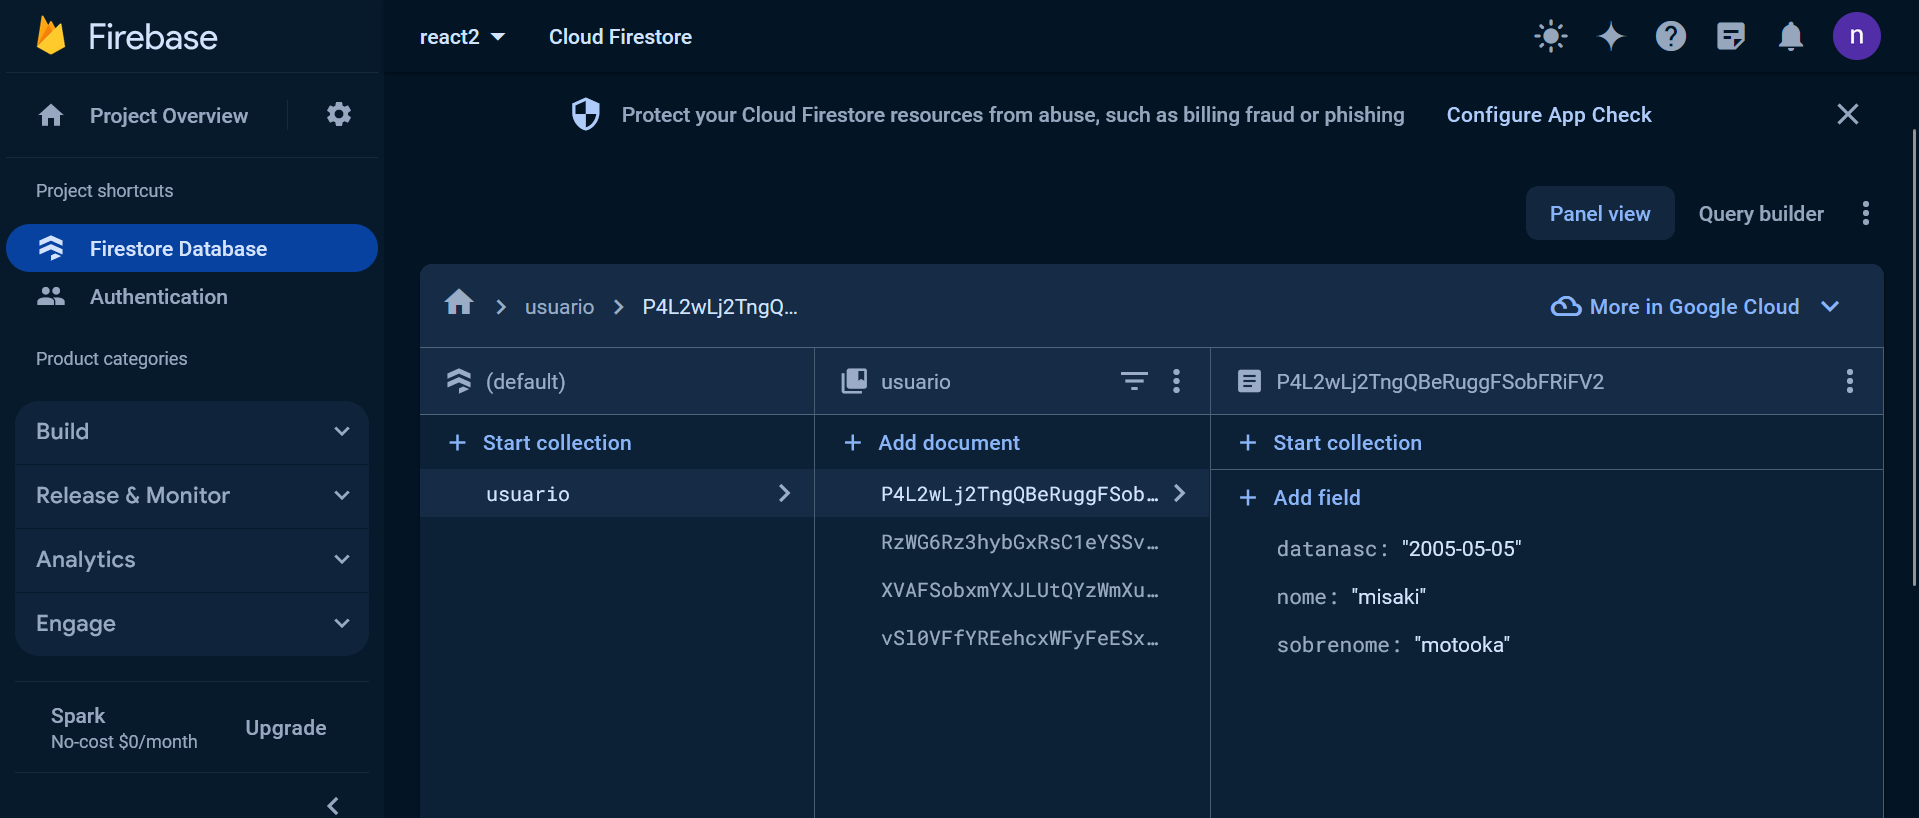 Firebase
react2
Cloud Firestore
n
Project Overview
Protect your Cloud Firestore resources from abuse, such as billing fraud or phishing
Configure App Check
Project shortcuts
Firestore Database
Authentication
Panel view
Query builder
usuario
P4L2wLj2TngQ...
More in Google Cloud
Product categories
Build
Release & Monitor
Analytics
Engage
(default)
usuario
P4L2wLj2TngQBeRuggFSobFRiFV2
Start collection
Add document
Start collection
usuario
P4L2wLj2TngQBeRuggFSob…
RzWG6Rz3hybGxRsC1eYSSv…
XVAFSobxmYXJLUtQYzWmXu…
vSl0VFfYREehcxWFyFeESx…
Add field
datanasc: "2005-05-05"
nome: "misaki"
sobrenome: "motooka"
Spark
No-cost $0/month
Upgrade